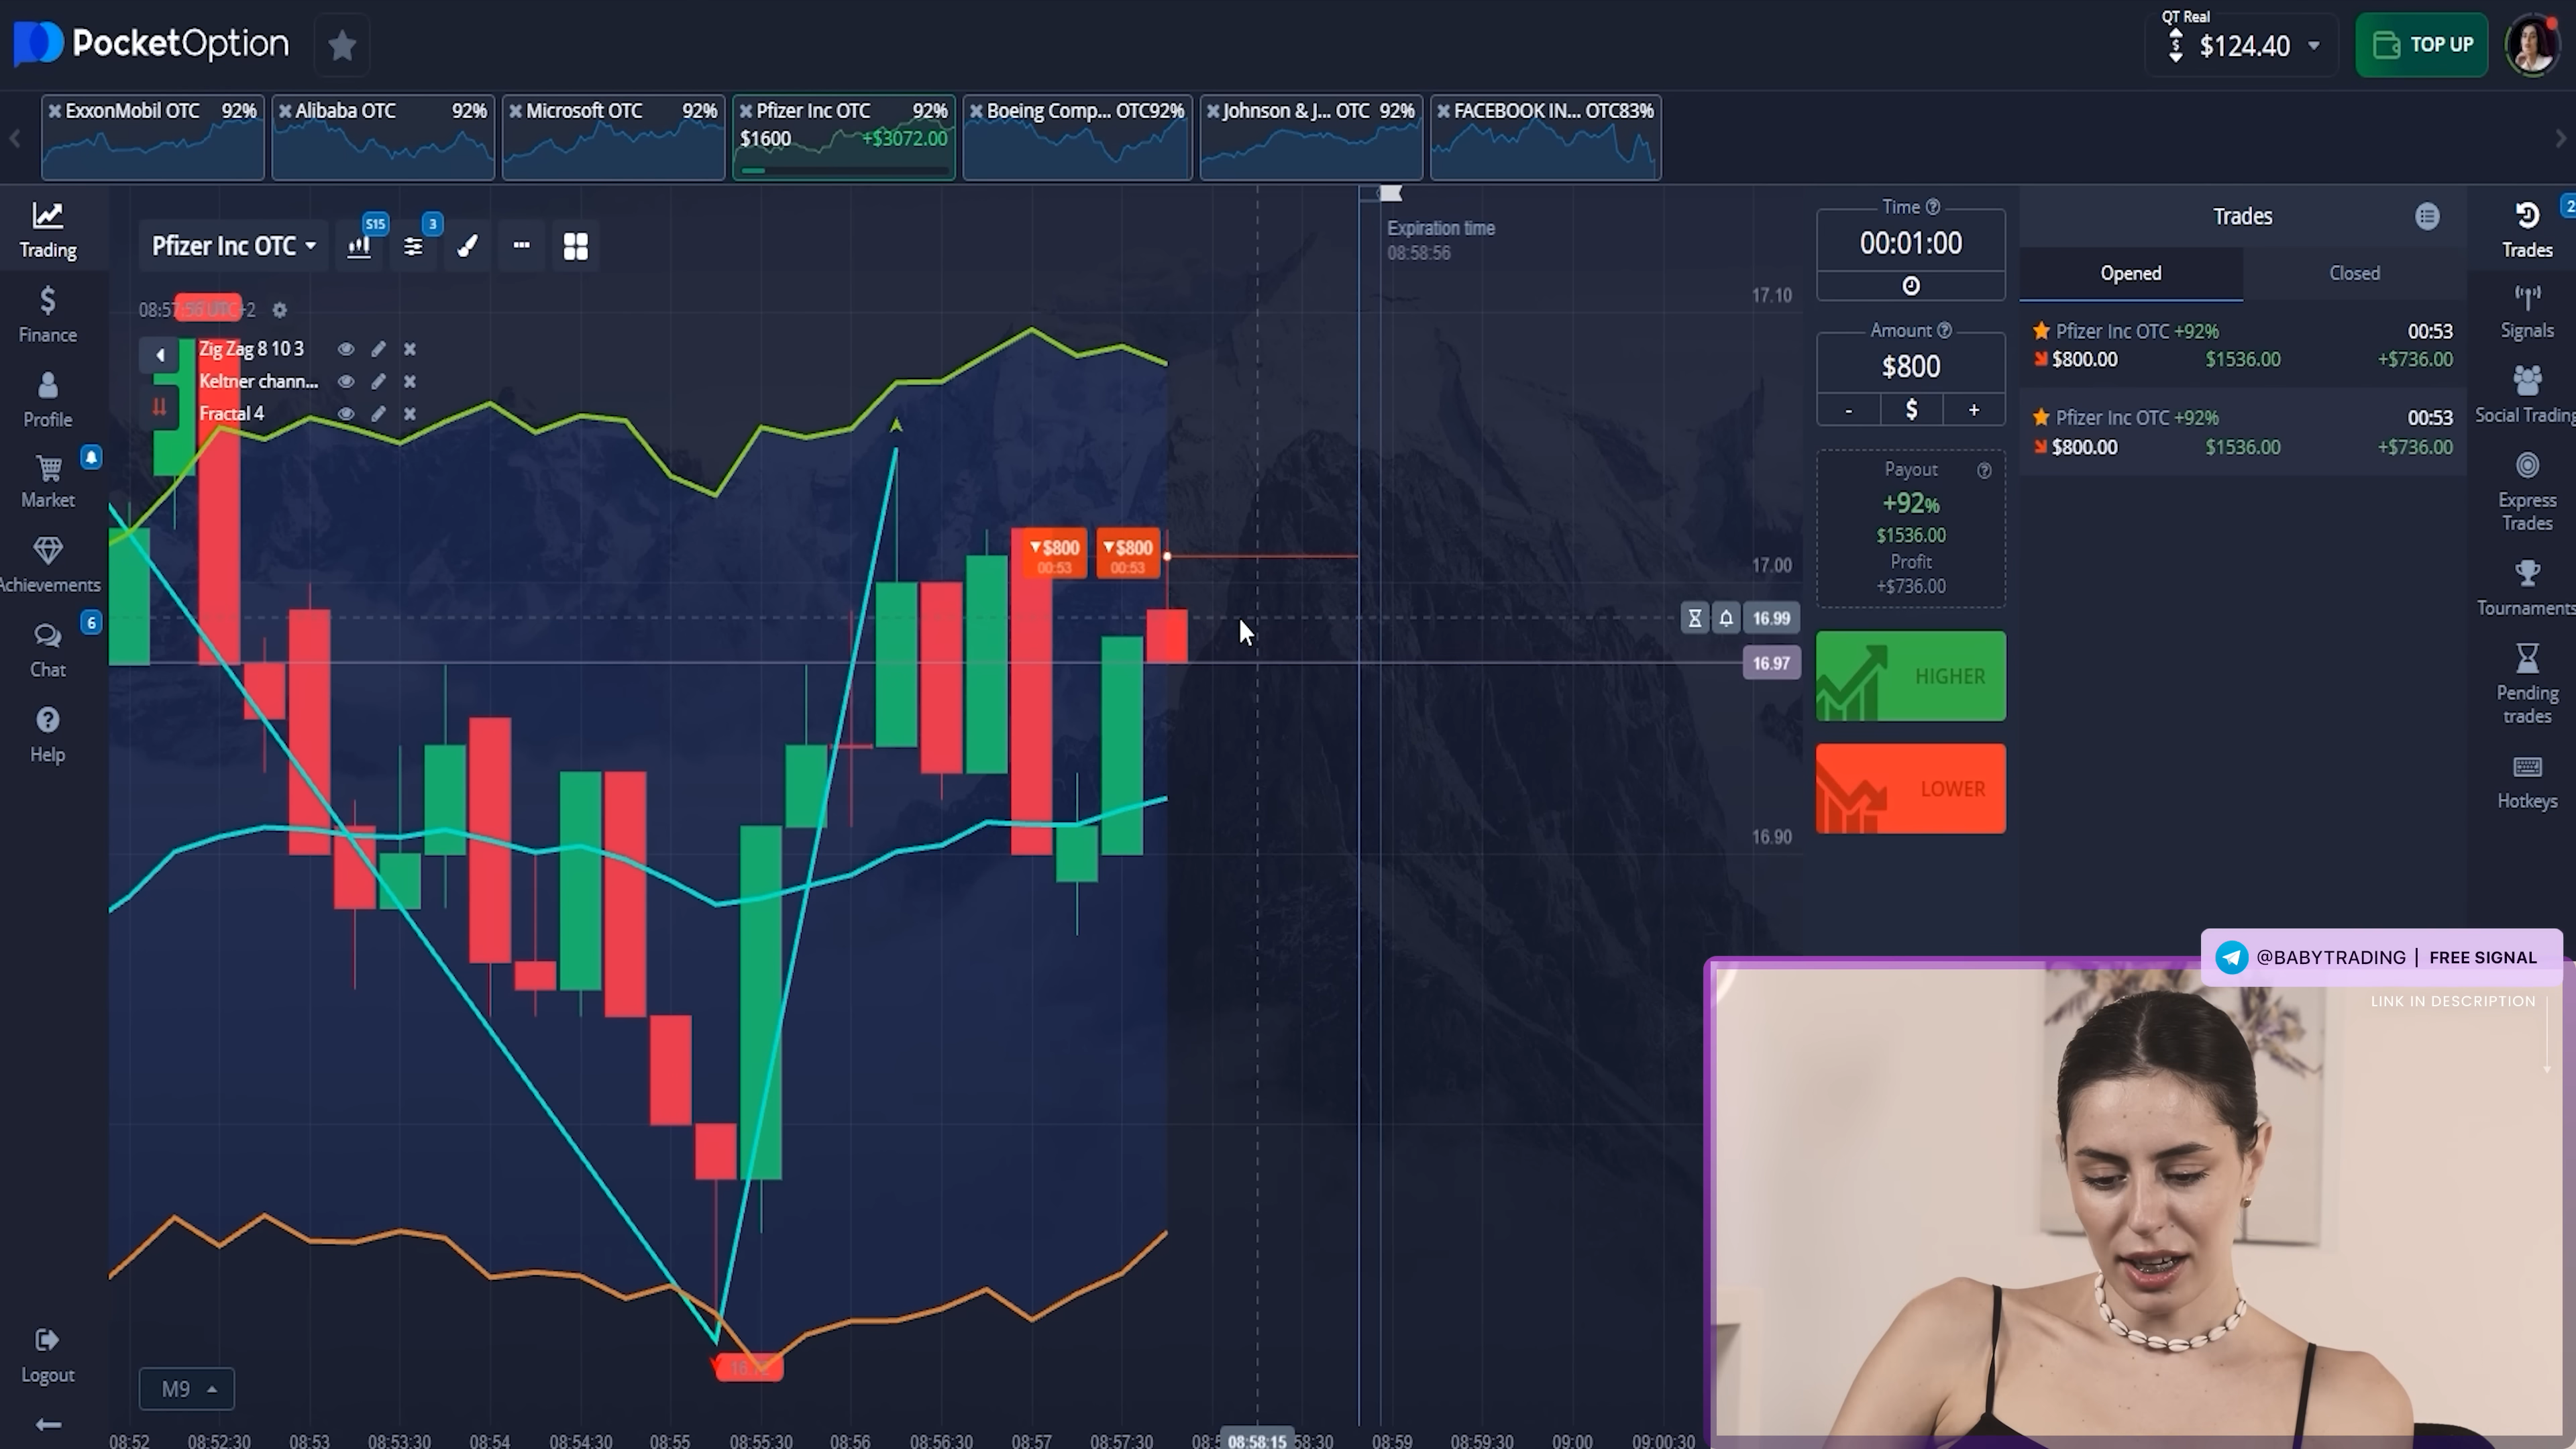 PocketOption
QT Real
$124.40
TOP UP
ExxonMobil OTC 92%
Alibaba OTC 92%
Microsoft OTC 92%
Pfizer Inc OTC 92%
$1600 +$3072.00
Boeing Comp... OTC92%
Johnson & J... OTC 92%
FACEBOOK IN... OTC83%
Trading
Finance
Profile
Market
Achievements
Chat
6
Help
Logout
Pfizer Inc OTC
S15
3
Zig Zag 8 10 3
Keltner chann...
Fractal 4
$800
00:53
$800
00:53
Expiration time
08:58:56
17.10
17.00
16.99
16.97
16.90
M9
08:52 08:52:30 08:53 08:53:30 08:54 08:54:30 08:55 08:55:30 08:56 08:56:30 08:57 08:57:30 08:58:15 58:30 08:59 08:59:30 09:00 09:00:30
Time
00:01:00
Amount
$800
- $ +
Payout
+92%
$1536.00
Profit
+$736.00
HIGHER
LOWER
Trades
Opened Closed
Pfizer Inc OTC +92% 00:53
$800.00 $1536.00 +$736.00
Pfizer Inc OTC +92% 00:53
$800.00 $1536.00 +$736.00
2
Trades
Signals
Social Trading
Express
Trades
Tournaments
Pending
trades
Hotkeys
@BABYTRADING | FREE SIGNAL
LINK IN DESCRIPTION